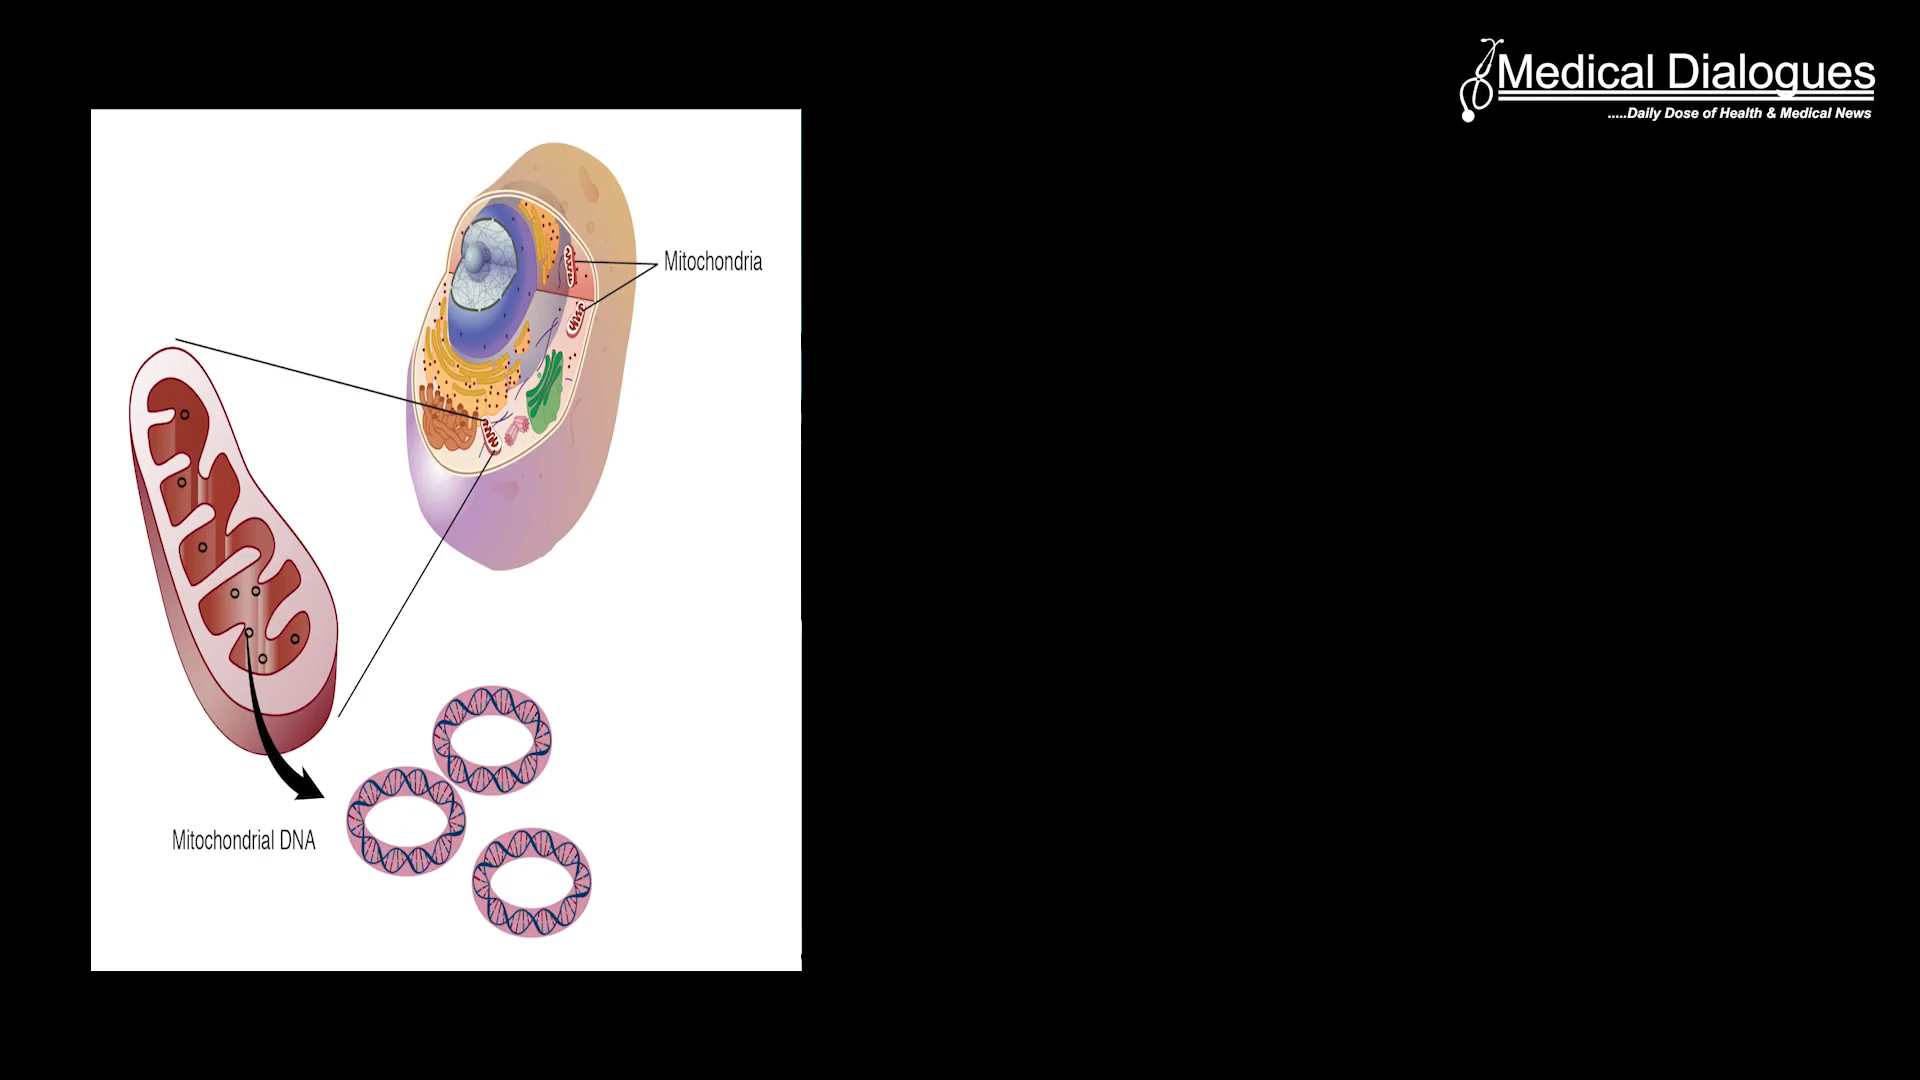 Medical Dialogues
.....Daily Dose of Health & Medical News
Mitochondria
Mitochondrial DNA